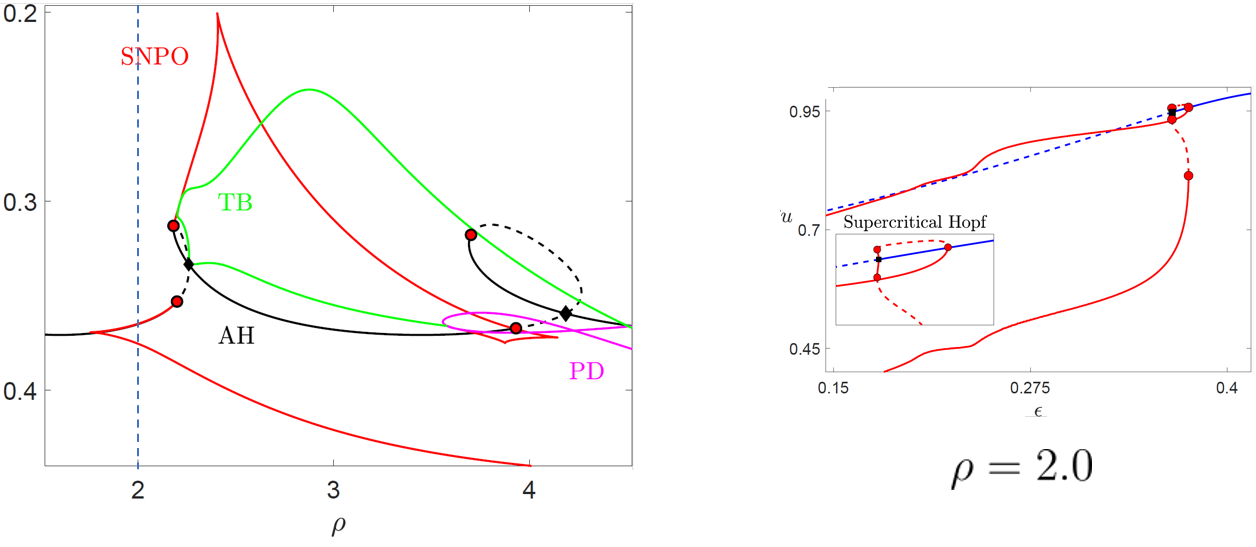 0.2
SNPO
TB
0.3
AH
PD
0.4
2
3
4
ρ
0.95
u
0.7
Supercritical Hopf
0.45
0.15
0.275
0.4
ϵ
ρ = 2.0